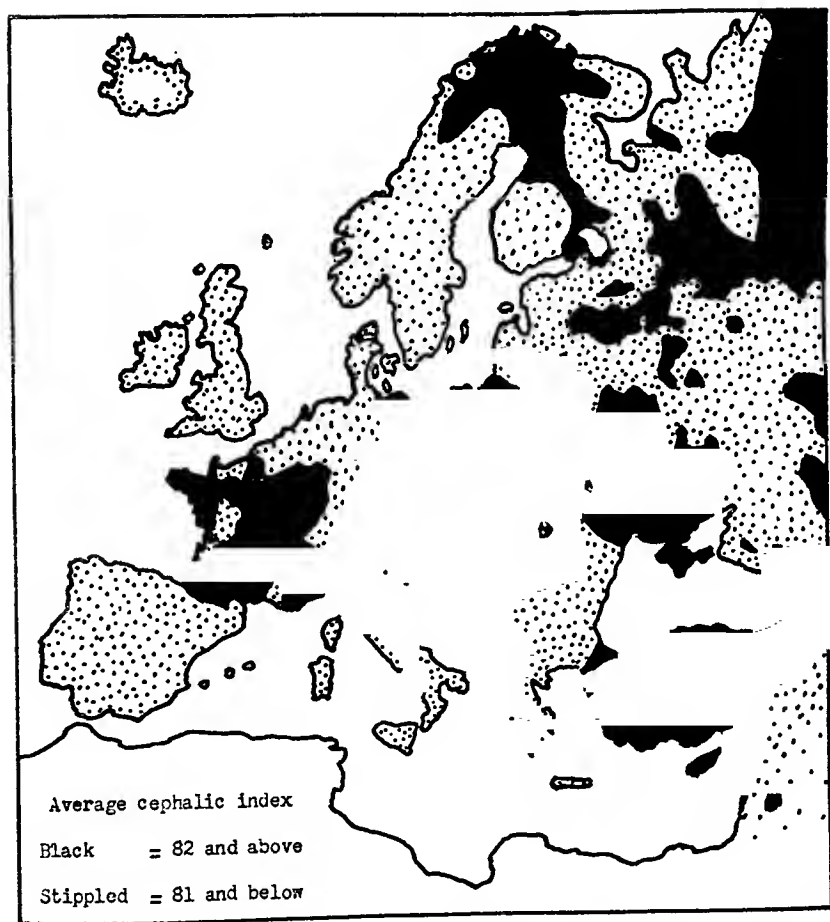 Average cephalic index
Black = 82 and above
Stippled = 81 and below